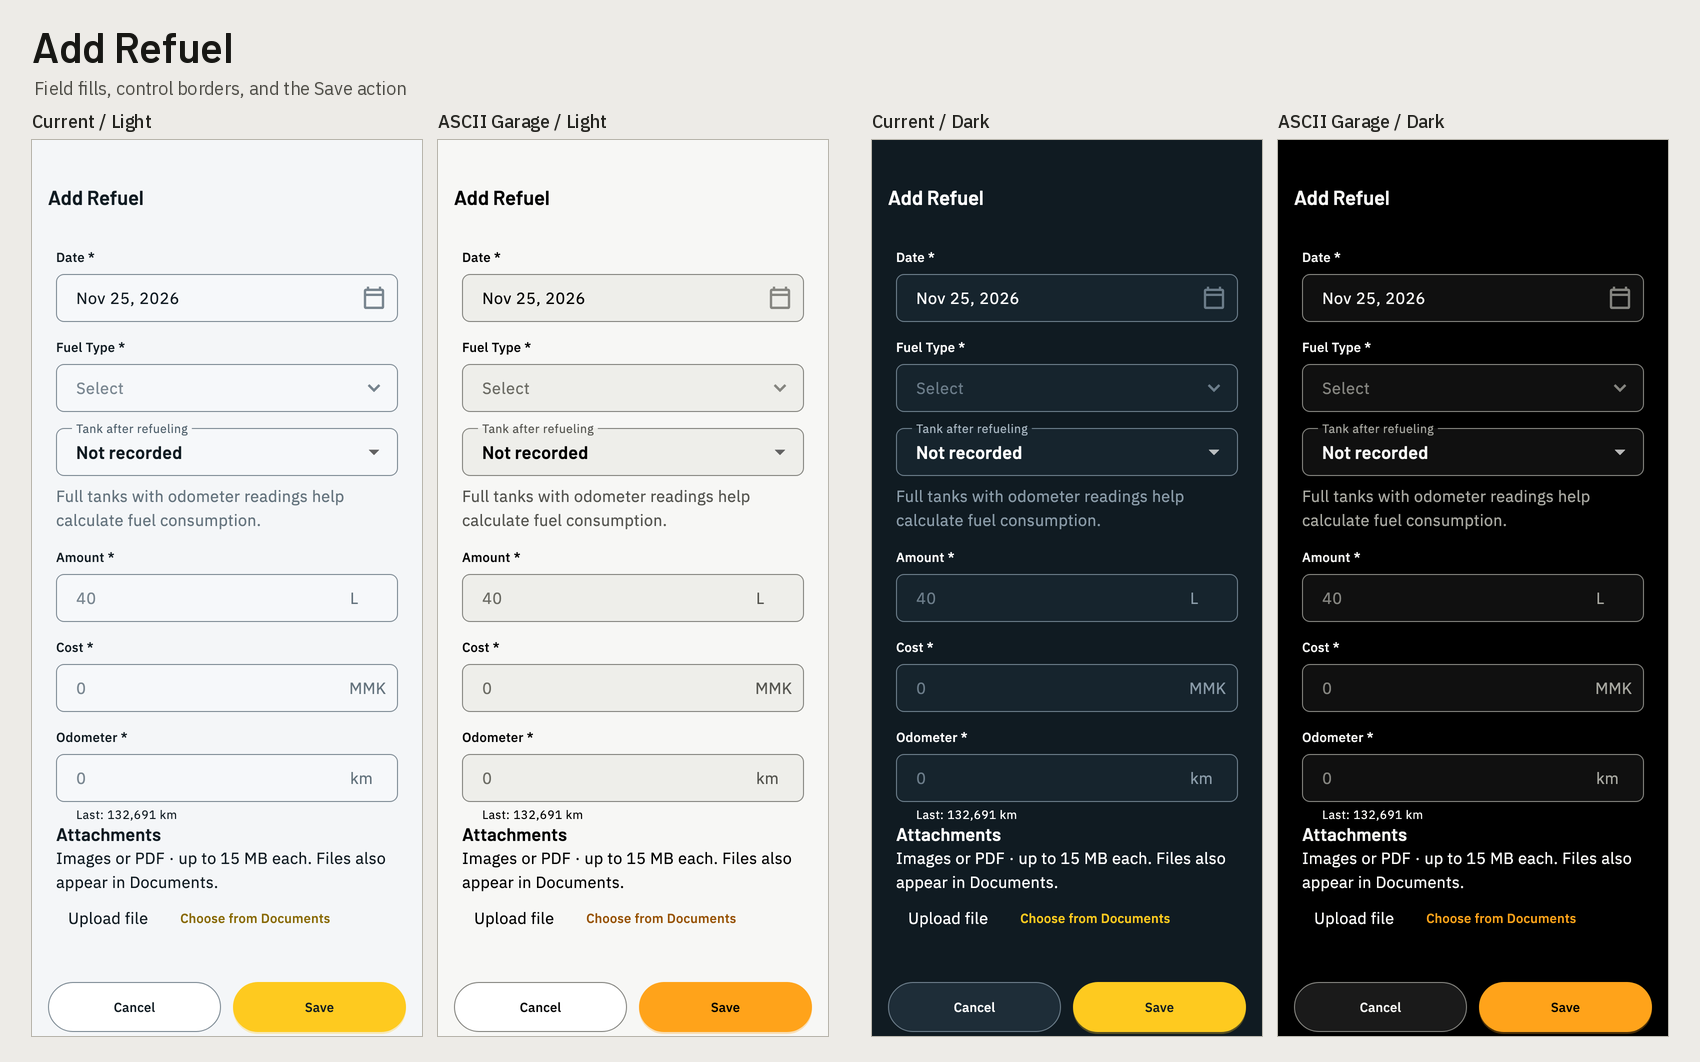 Add Refuel
Field fills, control borders, and the Save action
Current / Light
Add Refuel
Date *
Nov 25, 2026
Fuel Type *
Select
Tank after refueling
Not recorded
Full tanks with odometer readings help
calculate fuel consumption.
Amount *
40 L
Cost *
0 MMK
Odometer *
0 km
Last: 132,691 km
Attachments
Images or PDF · up to 15 MB each. Files also
appear in Documents.
Upload file Choose from Documents
Cancel Save
ASCII Garage / Light
Add Refuel
Date *
Nov 25, 2026
Fuel Type *
Select
Tank after refueling
Not recorded
Full tanks with odometer readings help
calculate fuel consumption.
Amount *
40 L
Cost *
0 MMK
Odometer *
0 km
Last: 132,691 km
Attachments
Images or PDF · up to 15 MB each. Files also
appear in Documents.
Upload file Choose from Documents
Cancel Save
Current / Dark
Add Refuel
Date *
Nov 25, 2026
Fuel Type *
Select
Tank after refueling
Not recorded
Full tanks with odometer readings help
calculate fuel consumption.
Amount *
40 L
Cost *
0 MMK
Odometer *
0 km
Last: 132,691 km
Attachments
Images or PDF · up to 15 MB each. Files also
appear in Documents.
Upload file Choose from Documents
Cancel Save
ASCII Garage / Dark
Add Refuel
Date *
Nov 25, 2026
Fuel Type *
Select
Tank after refueling
Not recorded
Full tanks with odometer readings help
calculate fuel consumption.
Amount *
40 L
Cost *
0 MMK
Odometer *
0 km
Last: 132,691 km
Attachments
Images or PDF · up to 15 MB each. Files also
appear in Documents.
Upload file Choose from Documents
Cancel Save